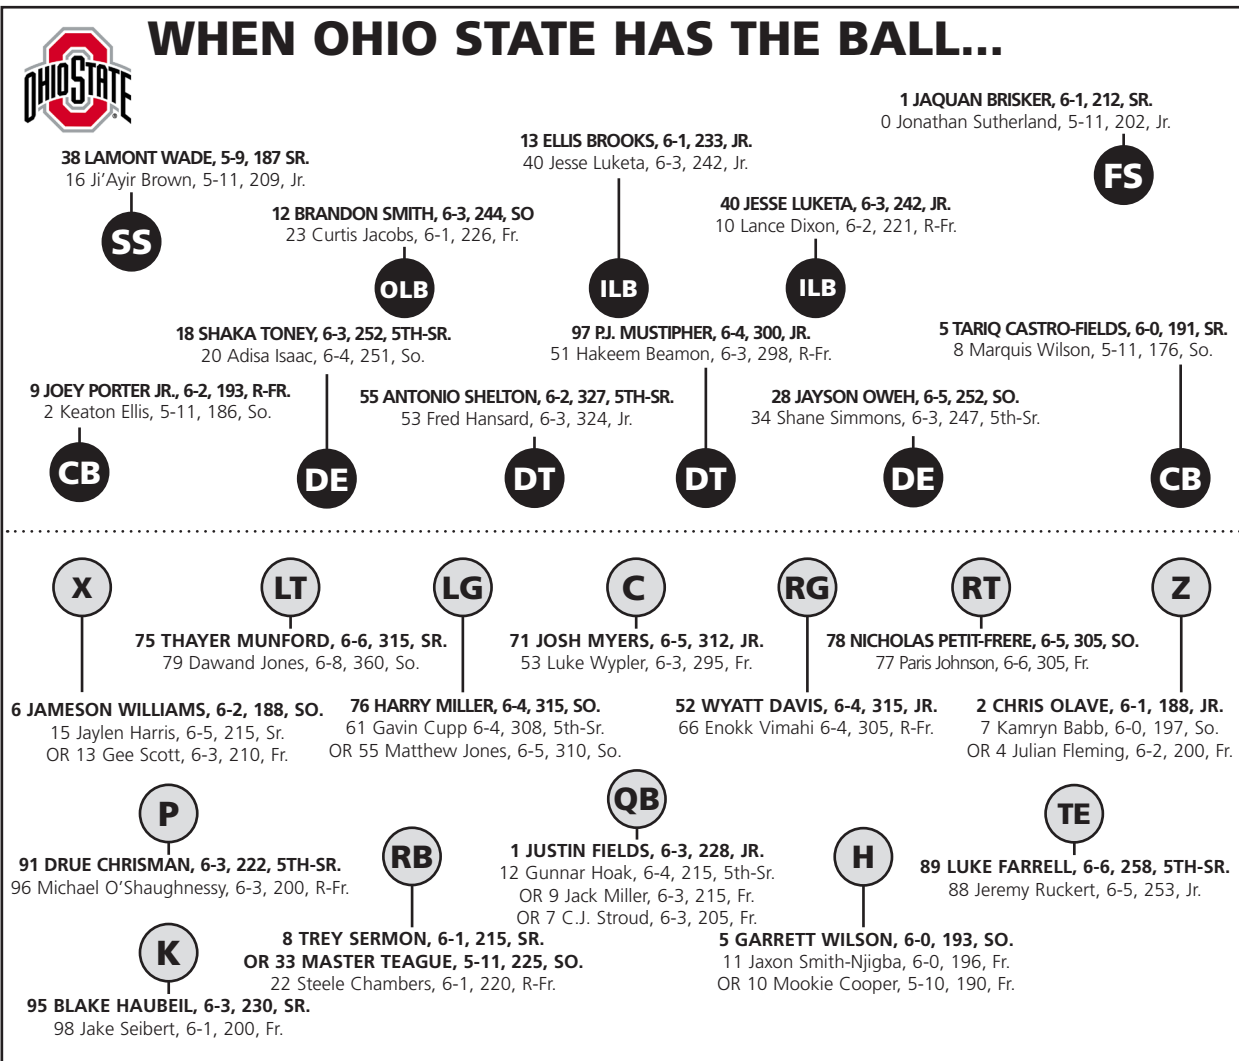 WHEN OHIO STATE HAS THE BALL...
OHIO STATE
®
1 JAQUAN BRISKER, 6-1, 212, SR.
0 Jonathan Sutherland, 5-11, 202, Jr.
FS
13 ELLIS BROOKS, 6-1, 233, JR.
40 Jesse Luketa, 6-3, 242, Jr.
ILB
38 LAMONT WADE, 5-9, 187 SR.
16 Ji’Ayir Brown, 5-11, 209, Jr.
SS
12 BRANDON SMITH, 6-3, 244, SO
23 Curtis Jacobs, 6-1, 226, Fr.
OLB
40 JESSE LUKETA, 6-3, 242, JR.
10 Lance Dixon, 6-2, 221, R-Fr.
ILB
18 SHAKA TONEY, 6-3, 252, 5TH-SR.
20 Adisa Isaac, 6-4, 251, So.
DE
97 P.J. MUSTIPHER, 6-4, 300, JR.
51 Hakeem Beamon, 6-3, 298, R-Fr.
DT
5 TARIQ CASTRO-FIELDS, 6-0, 191, SR.
8 Marquis Wilson, 5-11, 176, So.
CB
9 JOEY PORTER JR., 6-2, 193, R-FR.
2 Keaton Ellis, 5-11, 186, So.
CB
55 ANTONIO SHELTON, 6-2, 327, 5TH-SR.
53 Fred Hansard, 6-3, 324, Jr.
DT
28 JAYSON OWEH, 6-5, 252, SO.
34 Shane Simmons, 6-3, 247, 5th-Sr.
DE
X
6 JAMESON WILLIAMS, 6-2, 188, SO.
15 Jaylen Harris, 6-5, 215, Sr.
OR 13 Gee Scott, 6-3, 210, Fr.
LT
75 THAYER MUNFORD, 6-6, 315, SR.
79 Dawand Jones, 6-8, 360, So.
LG
76 HARRY MILLER, 6-4, 315, SO.
61 Gavin Cupp 6-4, 308, 5th-Sr.
OR 55 Matthew Jones, 6-5, 310, So.
C
71 JOSH MYERS, 6-5, 312, JR.
53 Luke Wypler, 6-3, 295, Fr.
RG
52 WYATT DAVIS, 6-4, 315, JR.
66 Enokk Vimahi 6-4, 305, R-Fr.
RT
78 NICHOLAS PETIT-FRERE, 6-5, 305, SO.
77 Paris Johnson, 6-6, 305, Fr.
Z
2 CHRIS OLAVE, 6-1, 188, JR.
7 Kamryn Babb, 6-0, 197, So.
OR 4 Julian Fleming, 6-2, 200, Fr.
P
91 DRUE CHRISMAN, 6-3, 222, 5TH-SR.
96 Michael O’Shaughnessy, 6-3, 200, R-Fr.
RB
8 TREY SERMON, 6-1, 215, SR.
OR 33 MASTER TEAGUE, 5-11, 225, SO.
22 Steele Chambers, 6-1, 220, R-Fr.
QB
1 JUSTIN FIELDS, 6-3, 228, JR.
12 Gunnar Hoak, 6-4, 215, 5th-Sr.
OR 9 Jack Miller, 6-3, 215, Fr.
OR 7 C.J. Stroud, 6-3, 205, Fr.
H
5 GARRETT WILSON, 6-0, 193, SO.
11 Jaxon Smith-Njigba, 6-0, 196, Fr.
OR 10 Mookie Cooper, 5-10, 190, Fr.
TE
89 LUKE FARRELL, 6-6, 258, 5TH-SR.
88 Jeremy Ruckert, 6-5, 253, Jr.
K
95 BLAKE HAUBEIL, 6-3, 230, SR.
98 Jake Seibert, 6-1, 200, Fr.